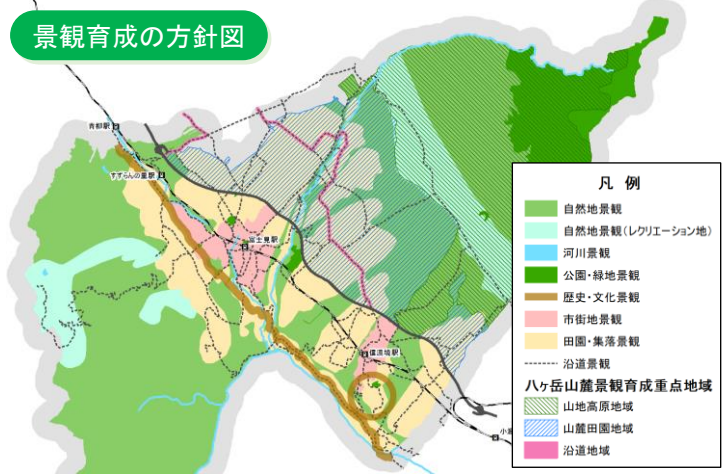 景観育成の方針図
青柳駅
すずらんの里駅
富士見駅
信濃境駅
凡 例
自然地景観
自然地景観(レクリエーション地)
河川景観
公園・緑地景観
歴史・文化景観
市街地景観
田園・集落景観
沿道景観
八ヶ岳山麓景観育成重点地域
山地高原地域
山麓田園地域
沿道地域